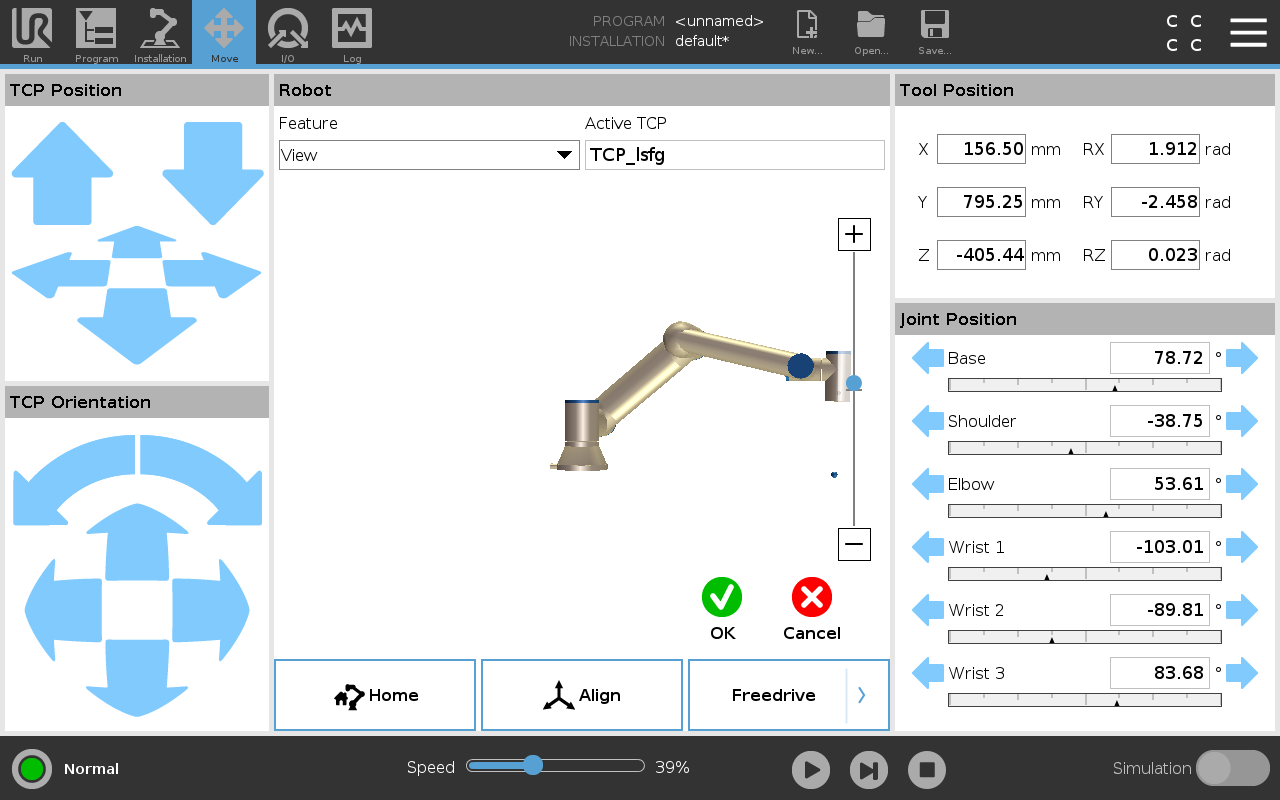 PROGRAM <unnamed>
INSTALLATION default*
C C
C C
Run Program Installation Move I/O Log New... Open... Save...
TCP Position
Robot
Tool Position
Feature
Active TCP
View
TCP_lsfg
X 156.50 mm RX 1.912 rad
Y 795.25 mm RY -2.458 rad
Z -405.44 mm RZ 0.023 rad
Joint Position
Base 78.72 °
Shoulder -38.75 °
TCP Orientation
Elbow 53.61 °
Wrist 1 -103.01 °
Wrist 2 -89.81 °
Wrist 3 83.68 °
OK
Cancel
Home
Align
Freedrive
Normal
Speed 39%
Simulation